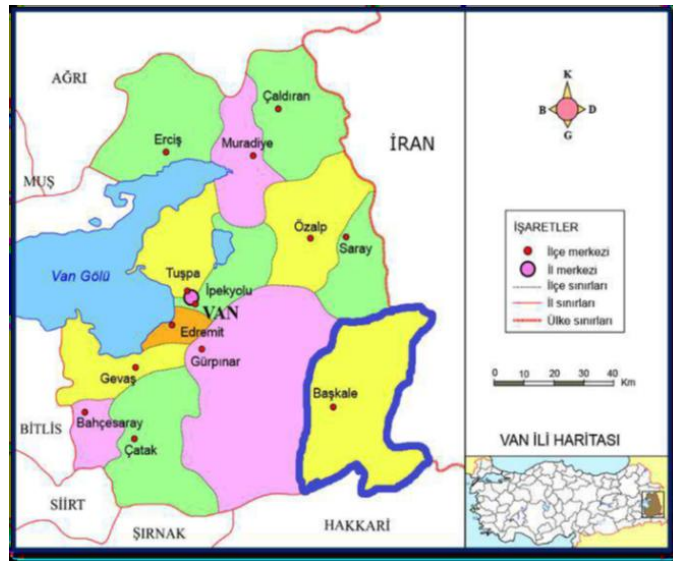 AĞRI
Çaldıran
Erciş
Muradiye
İRAN
MUŞ
Özalp
Saray
Van Gölü
Tuşpa
İpekyolu
VAN
Edremit
Gürpınar
Gevaş
Başkale
BİTLİS
Bahçesaray
Çatak
SİİRT
ŞIRNAK
HAKKARİ
K
B D
G
İŞARETLER
İlçe merkezi
İl merkezi
İlçe sınırları
İl sınırları
Ülke sınırları
0 10 20 30 40
Km
VAN İLİ HARİTASI